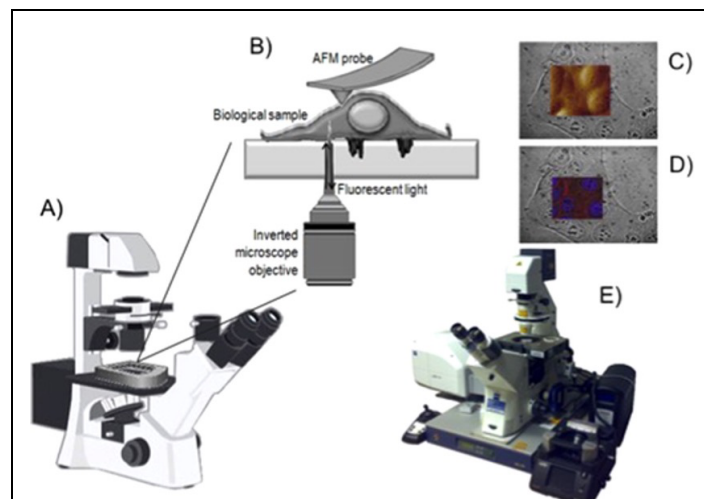 B)
AFM probe
C)
Biological sample
D)
Fluorescent light
A)
Inverted
microscope
objective
E)